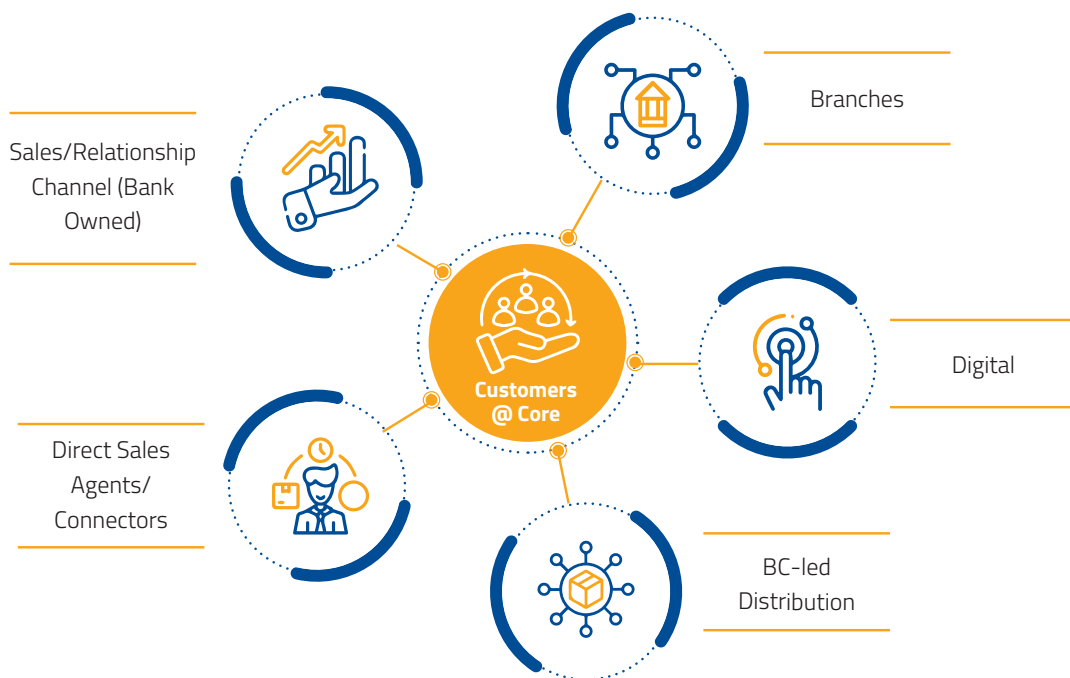 Branches
Sales/Relationship
Channel (Bank
Owned)
Customers
@ Core
Digital
Direct Sales
Agents/
Connectors
BC-led
Distribution